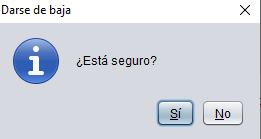 Darse de baja
¿Está seguro?
Sí No